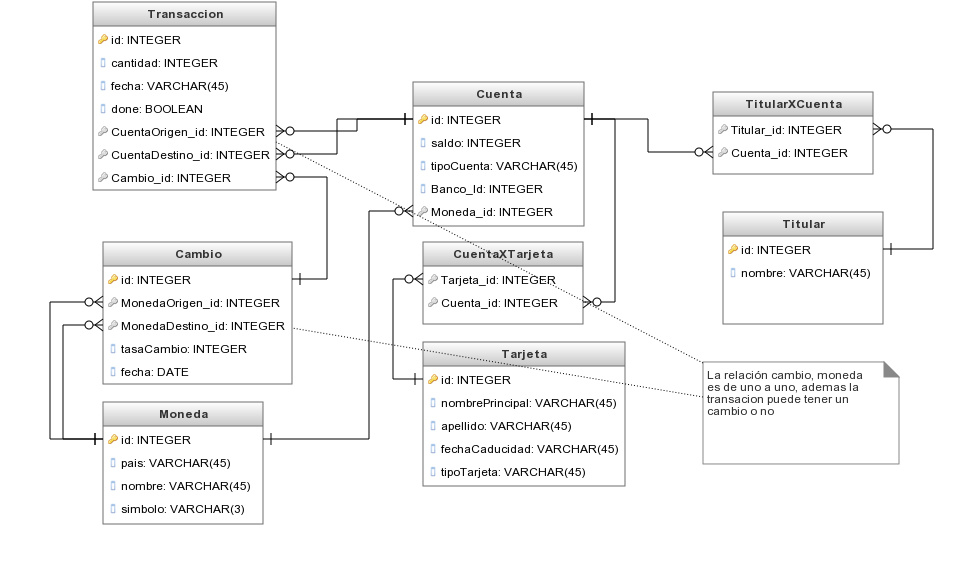 Transaccion
id: INTEGER
cantidad: INTEGER
fecha: VARCHAR(45)
done: BOOLEAN
CuentaOrigen_id: INTEGER
CuentaDestino_id: INTEGER
Cambio_id: INTEGER
Cuenta
id: INTEGER
saldo: INTEGER
tipoCuenta: VARCHAR(45)
Banco_Id: INTEGER
Moneda_id: INTEGER
TitularXCuenta
Titular_id: INTEGER
Cuenta_id: INTEGER
Titular
id: INTEGER
nombre: VARCHAR(45)
Cambio
id: INTEGER
MonedaOrigen_id: INTEGER
MonedaDestino_id: INTEGER
tasaCambio: INTEGER
fecha: DATE
CuentaXTarjeta
Tarjeta_id: INTEGER
Cuenta_id: INTEGER
Tarjeta
id: INTEGER
nombrePrincipal: VARCHAR(45)
apellido: VARCHAR(45)
fechaCaducidad: VARCHAR(45)
tipoTarjeta: VARCHAR(45)
La relación cambio, moneda
es de uno a uno, ademas la
transacion puede tener un
cambio o no
Moneda
id: INTEGER
pais: VARCHAR(45)
nombre: VARCHAR(45)
simbolo: VARCHAR(3)